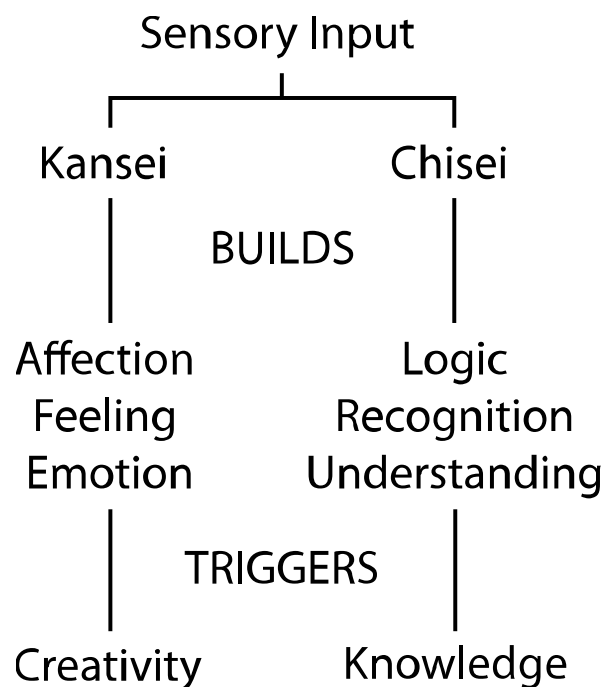 Sensory Input
Kansei Chisei
BUILDS
Affection Logic
Feeling Recognition
Emotion Understanding
TRIGGERS
Creativity Knowledge